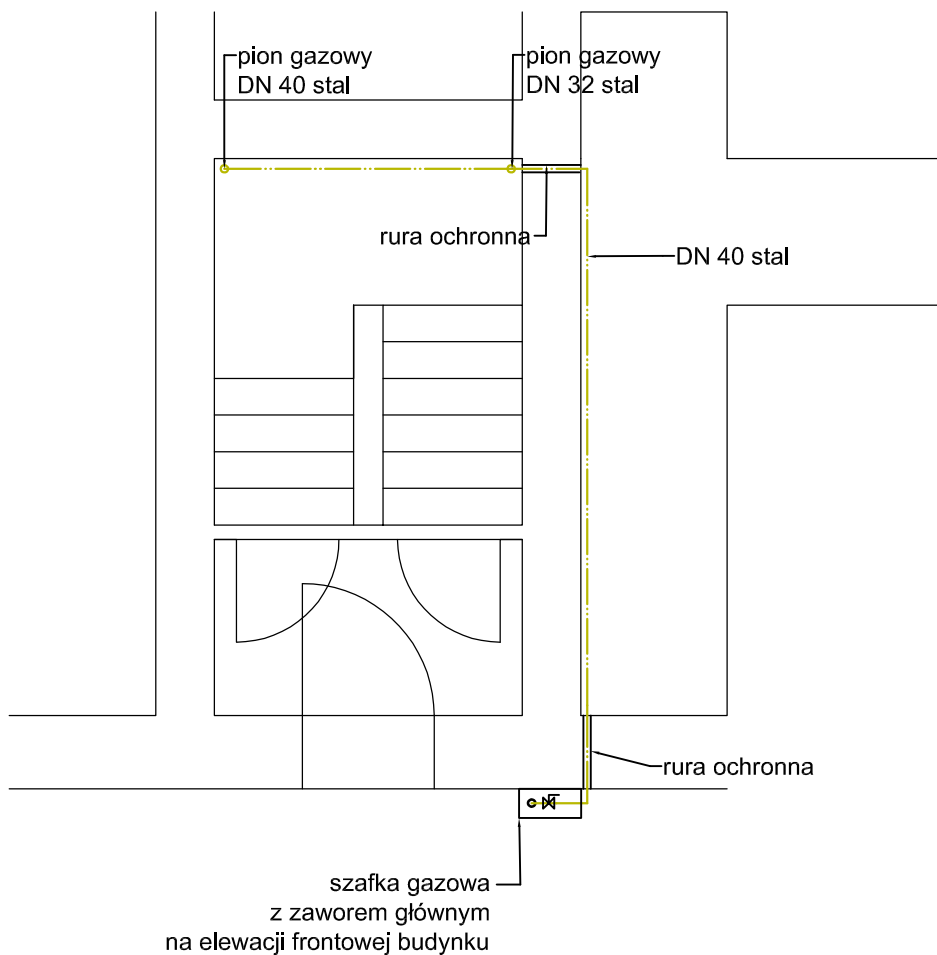 pion gazowy
DN 40 stal
pion gazowy
DN 32 stal
rura ochronna
DN 40 stal
rura ochronna
szafka gazowa
z zaworem głównym
na elewacji frontowej budynku